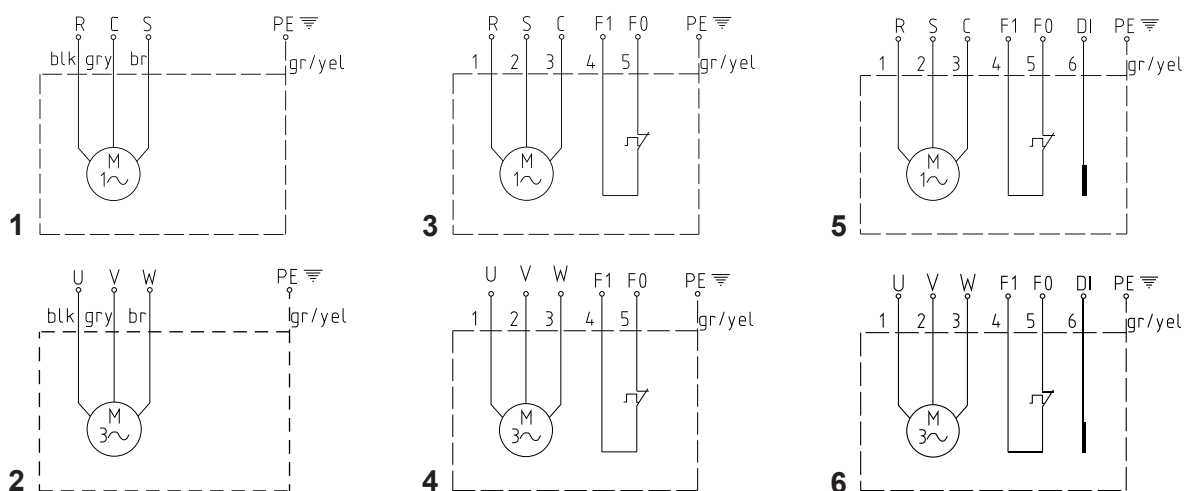 R C S PE
blk gry br gr/yel
M
1~
1
R S C F1 F0 PE
1 2 3 4 5 gr/yel
M
1~
3
R S C F1 F0 DI PE
1 2 3 4 5 6 gr/yel
M
1~
5
U V W PE
blk gry br gr/yel
M
3~
2
U V W F1 F0 PE
1 2 3 4 5 gr/yel
M
3~
4
U V W F1 F0 DI PE
1 2 3 4 5 6 gr/yel
M
3~
6